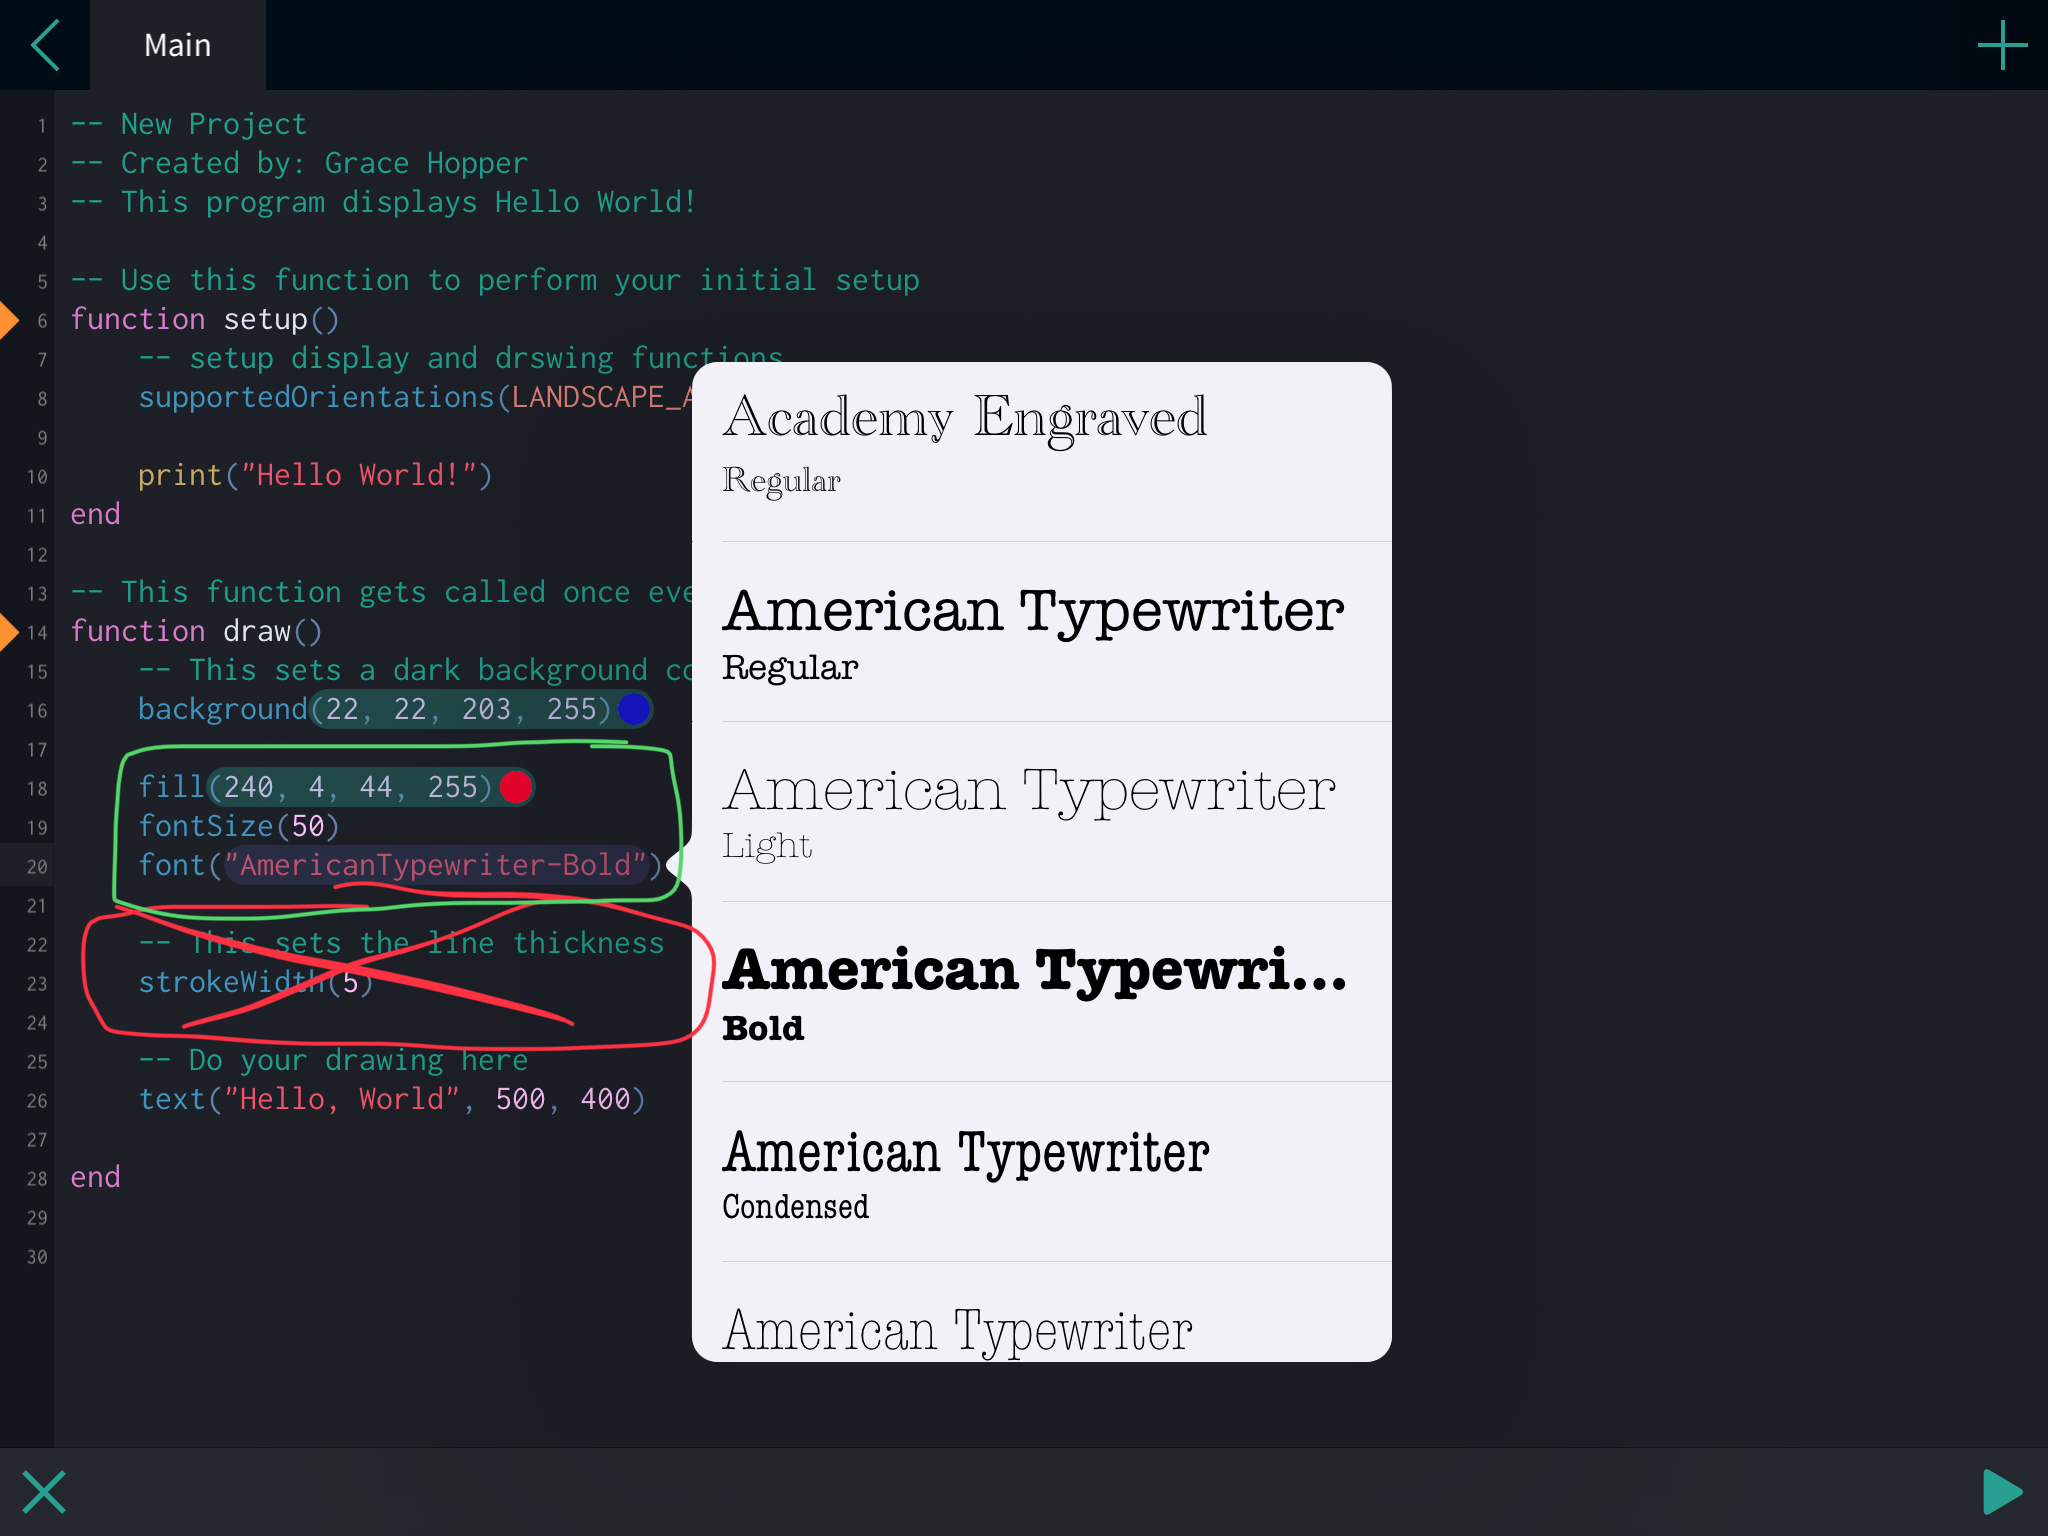 Main
1 -- New Project
2 -- Created by: Grace Hopper
3 -- This program displays Hello World!
4
5 -- Use this function to perform your initial setup
6 function setup()
7 -- setup display and drswing functions
8 supportedOrientations(LANDSCAPE_A
9
10 print("Hello World!")
11 end
12
13 -- This function gets called once eve
14 function draw()
15 -- This sets a dark background co
16 background(22, 22, 203, 255)
17
18 fill(240, 4, 44, 255)
19 fontSize(50)
20 font("AmericanTypewriter-Bold")
21
22 -- This sets the line thickness
23 strokeWidth(5)
24
25 -- Do your drawing here
26 text("Hello, World", 500, 400)
27
28 end
29
30
Academy Engraved
Regular
American Typewriter
Regular
American Typewriter
Light
American Typewri...
Bold
American Typewriter
Condensed
American Typewriter